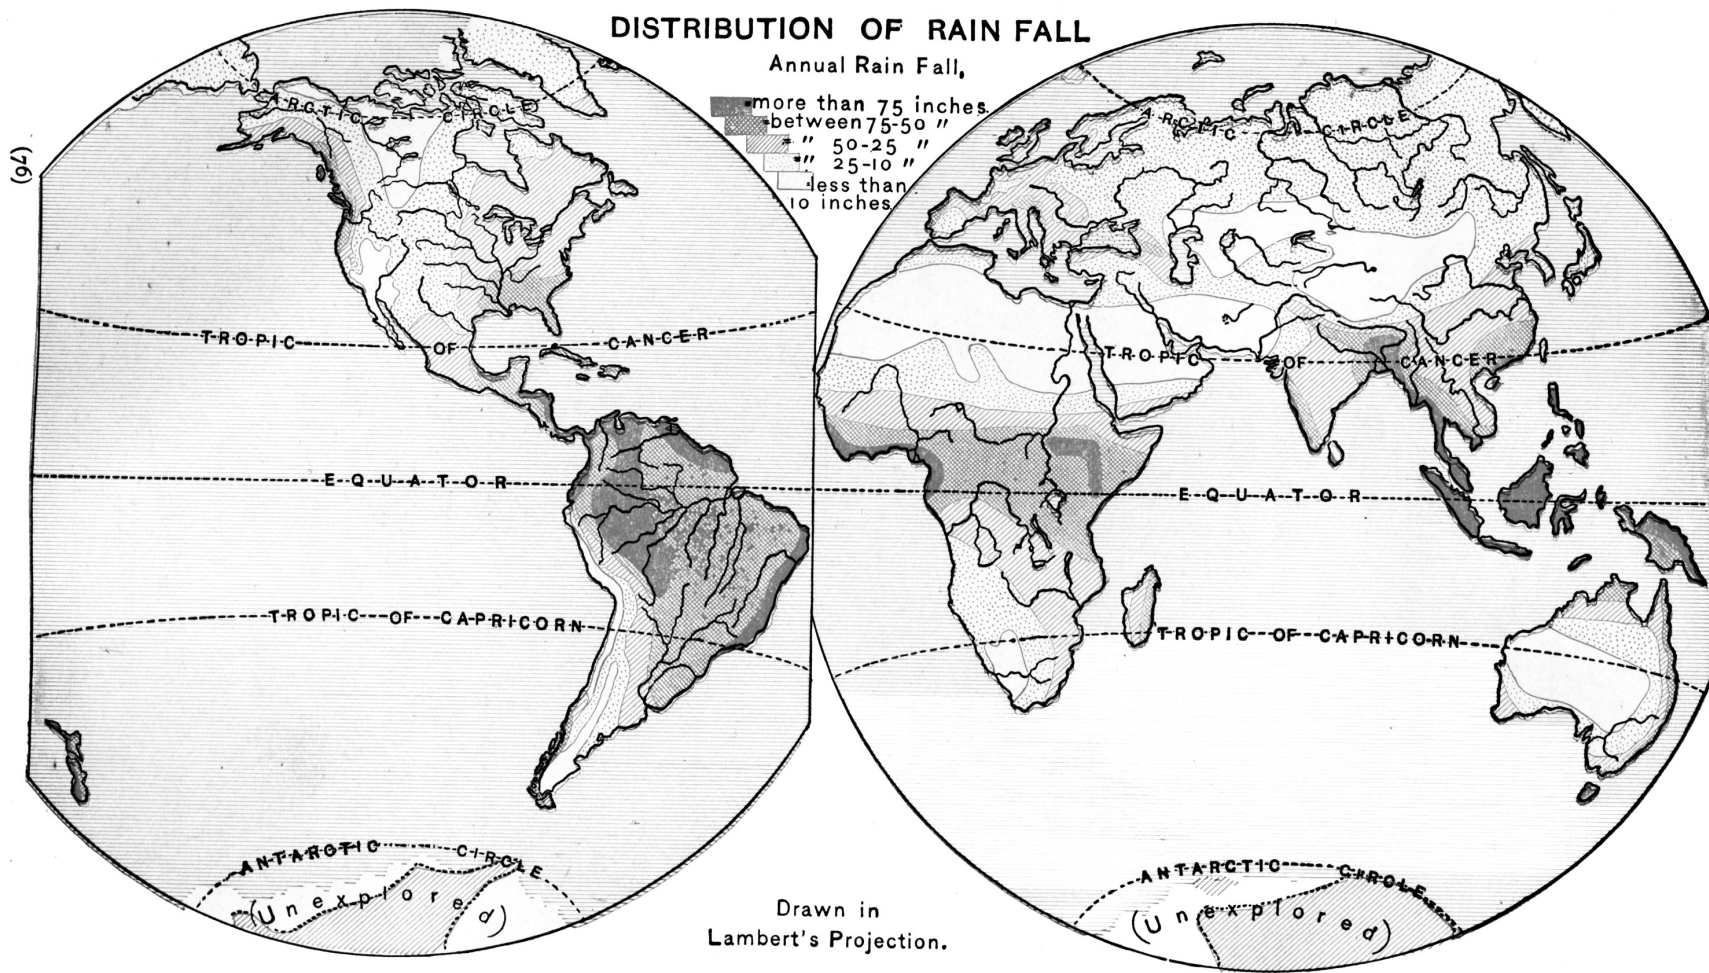 DISTRIBUTION OF RAIN FALL
Annual Rain Fall,
more than 75 inches.
between 75-50 "
" 50-25 "
" 25-10 "
less than
10 inches.
(94)
ARCTIC CIRCLE
TROPIC OF CANCER
EQUATOR
TROPIC OF CAPRICORN
ANTARCTIC CIRCLE
(Unexplored)
ARCTIC CIRCLE
TROPIC OF CANCER
EQUATOR
TROPIC OF CAPRICORN
ANTARCTIC CIRCLE
(Unexplored)
Drawn in
Lambert's Projection.